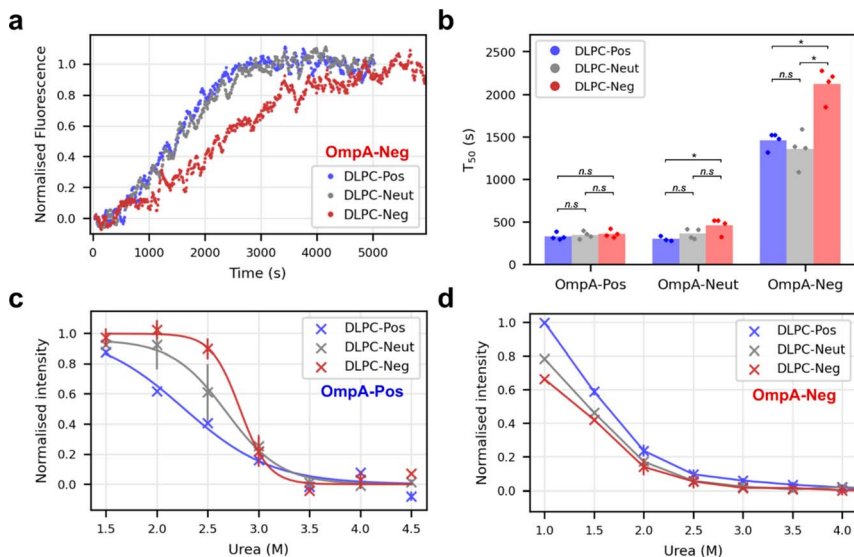 a
Normalised Fluorescence
1.0
0.8
0.6
0.4
0.2
0.0
OmpA-Neg
DLPC-Pos
DLPC-Neut
DLPC-Neg
0 1000 2000 3000 4000 5000
Time (s)
b
T50 (s)
2500
2000
1500
1000
500
0
DLPC-Pos
DLPC-Neut
DLPC-Neg
n.s
n.s
n.s
*
n.s
n.s
*
*
n.s
OmpA-Pos OmpA-Neut OmpA-Neg
c
Normalised intensity
1.0
0.8
0.6
0.4
0.2
0.0
DLPC-Pos
DLPC-Neut
DLPC-Neg
OmpA-Pos
1.5 2.0 2.5 3.0 3.5 4.0 4.5
Urea (M)
d
Normalised intensity
1.0
0.8
0.6
0.4
0.2
0.0
DLPC-Pos
DLPC-Neut
DLPC-Neg
OmpA-Neg
1.0 1.5 2.0 2.5 3.0 3.5 4.0
Urea (M)